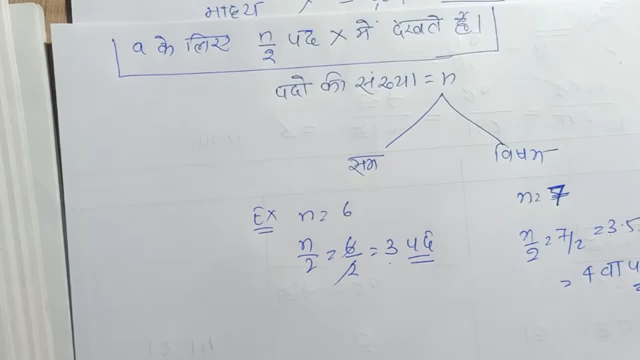 माध्य
a के लिए n/2 पद x में देखते हैं।
पदो की संख्या = n
सम विषम
Ex n = 6 n = 7
n/2 = 6/2 = 3 पद n/2 = 7/2 = 3.5
= 4 वा प